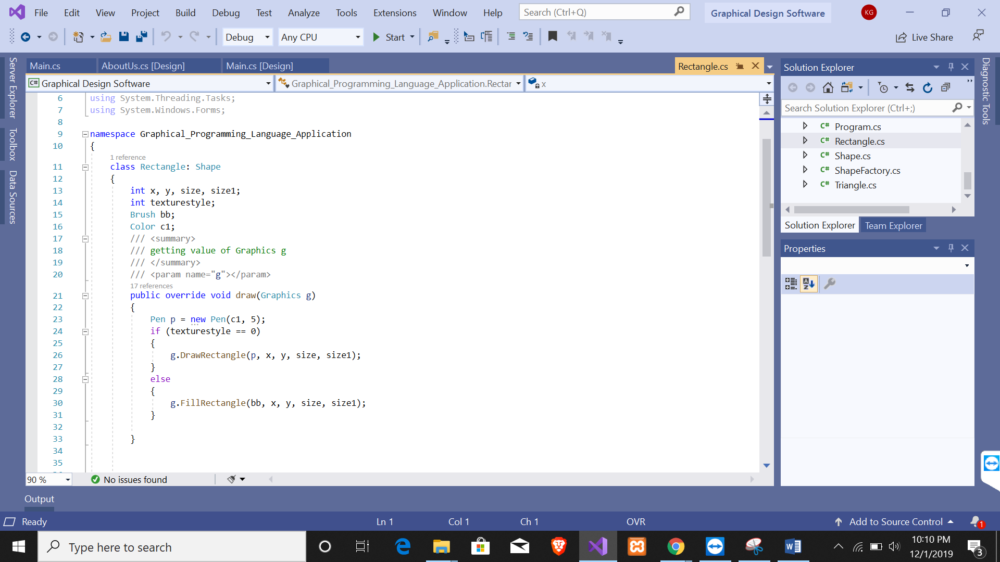 File Edit View Project Build Debug Test Analyze Tools Extensions Window Help Search (Ctrl+Q) Graphical Design Software KG
Debug Any CPU Start Live Share
Server Explorer
Toolbox
Data Sources
Main.cs AboutUs.cs [Design] Main.cs [Design] Rectangle.cs
C# Graphical Design Software Graphical_Programming_Language_Application.Rectar x
6 using System.Threading.Tasks;
7 using System.Windows.Forms;
8
9 namespace Graphical_Programming_Language_Application
10 {
1 reference
11 class Rectangle: Shape
12 {
13 int x, y, size, size1;
14 int texturestyle;
15 Brush bb;
16 Color c1;
17 /// <summary>
18 /// getting value of Graphics g
19 /// </summary>
20 /// <param name="g"></param>
17 references
21 public override void draw(Graphics g)
22 {
23 Pen p = new Pen(c1, 5);
24 if (texturestyle == 0)
25 {
26 g.DrawRectangle(p, x, y, size, size1);
27 }
28 else
29 {
30 g.FillRectangle(bb, x, y, size, size1);
31 }
32
33 }
34
35
90 % No issues found
Output
Solution Explorer
Search Solution Explorer (Ctrl+;)
C# Program.cs
C# Rectangle.cs
C# Shape.cs
C# ShapeFactory.cs
C# Triangle.cs
Solution Explorer Team Explorer
Properties
Diagnostic Tools
Ready Ln 1 Col 1 Ch 1 OVR Add to Source Control 1
Type here to search
10:10 PM
12/1/2019
3